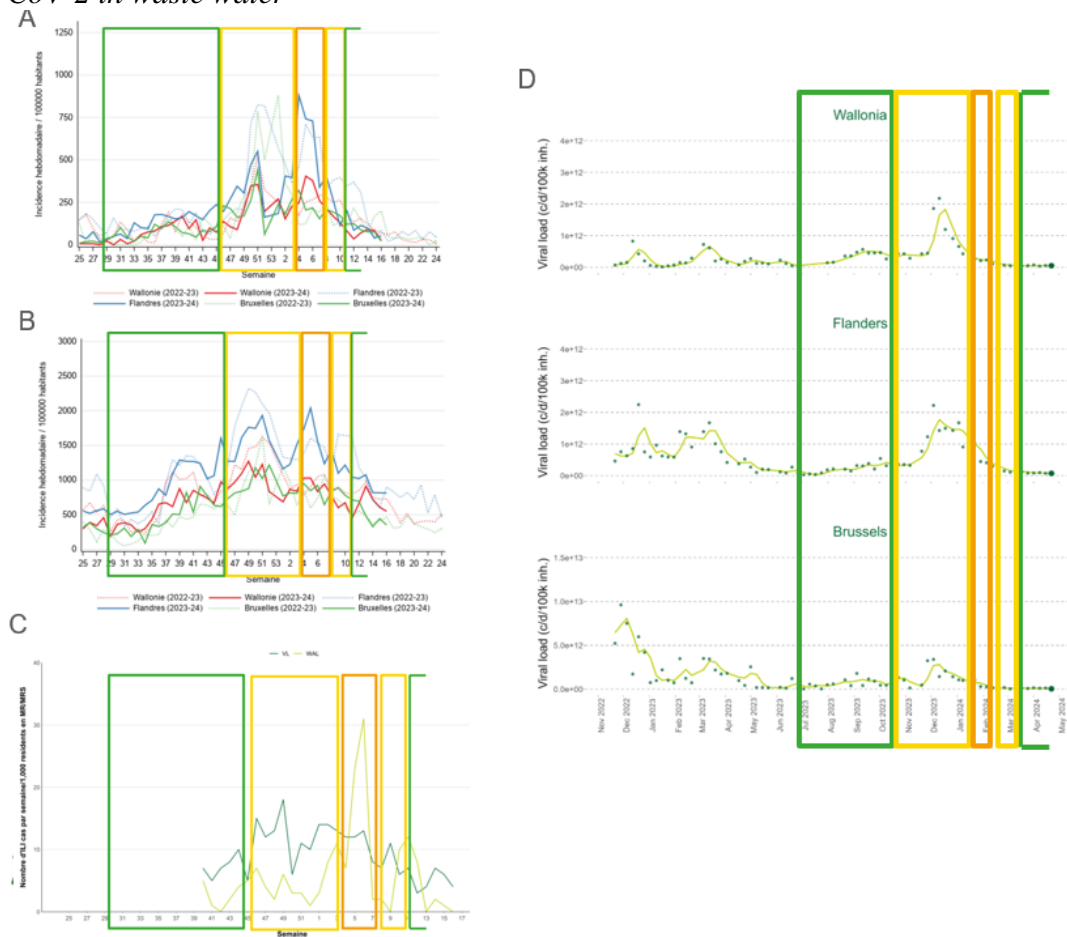 CoV-2 in waste water
A
1250
1000
750
500
250
0
Incidence hebdomadaire / 100000 habitants
25 27 29 31 33 35 37 39 41 43 47 49 51 53 2 4 6 8 10 12 14 16 18 20 22 24
Semaine
Wallonie (2022-23) Wallonie (2023-24) Flandres (2022-23)
Flandres (2023-24) Bruxelles (2022-23) Bruxelles (2023-24)
B
3000
2500
2000
1500
1000
500
0
Incidence hebdomadaire / 100000 habitants
25 27 29 31 33 35 37 39 41 43 45 47 49 51 53 2 4 6 8 10 12 14 16 18 20 22 24
Semaine
Wallonie (2022-23) Wallonie (2023-24) Flandres (2022-23)
Flandres (2023-24) Bruxelles (2022-23) Bruxelles (2023-24)
C
VL WAL
40
30
20
10
0
Nombre d'ILI cas par semaine/1,000 residents en MR/MRS
25 27 29 31 33 35 37 39 41 43 45 47 49 51 1 3 5 7 9 11 13 15 17
Semaine
D
Wallonia
4e+12
3e+12
2e+12
1e+12
0e+00
Viral load (c/d/100k inh.)
Flanders
4e+12
3e+12
2e+12
1e+12
0e+00
Viral load (c/d/100k inh.)
Brussels
1.5e+13
1.0e+13
5.0e+12
0.0e+00
Viral load (c/d/100k inh.)
Nov 2022 Dec 2022 Jan 2023 Feb 2023 Mar 2023 Apr 2023 May 2023 Jun 2023 Jul 2023 Aug 2023 Sep 2023 Oct 2023 Nov 2023 Dec 2023 Jan 2024 Feb 2024 Mar 2024 Apr 2024 May 2024